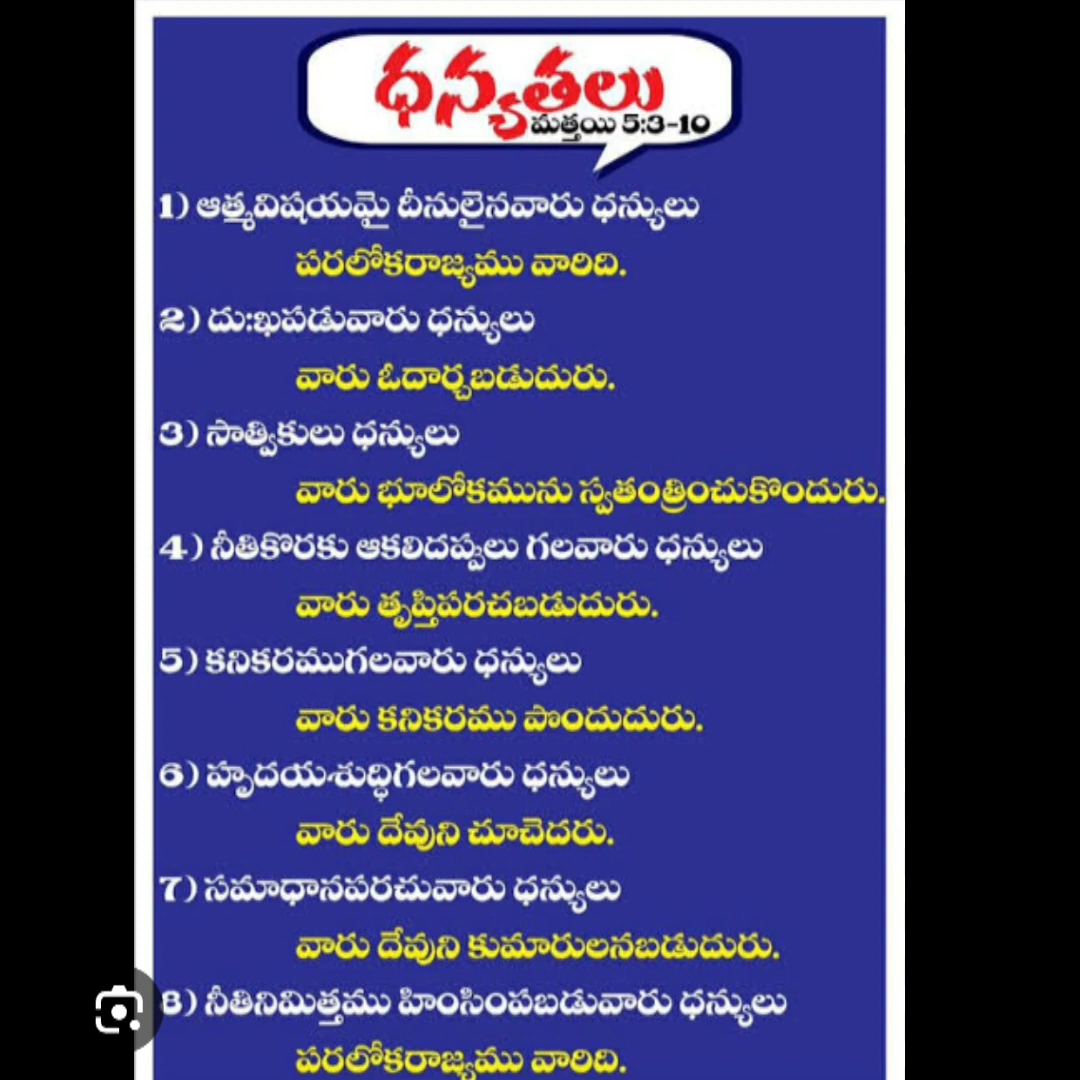 ధన్యతలు
మత్తయి 5:3-10
1) ఆత్మవిషయమై దీనులైనవారు ధన్యులు
పరలోకరాజ్యము వారిది.
2) దు:ఖపడువారు ధన్యులు
వారు ఓదార్చబడుదురు.
3) సాత్వికులు ధన్యులు
వారు భూలోకమును స్వతంత్రించుకొందురు.
4) నీతికొరకు ఆకలిదప్పలు గలవారు ధన్యులు
వారు తృప్తిపరచబడుదురు.
5) కనికరముగలవారు ధన్యులు
వారు కనికరము పొందుదురు.
6) హృదయశుద్ధిగలవారు ధన్యులు
వారు దేవుని చూచెదరు.
7) సమాధానపరచువారు ధన్యులు
వారు దేవుని కుమారులనబడుదురు.
8) నీతినిమిత్తము హింసింపబడువారు ధన్యులు
పరలోకరాజ్యము వారిది.